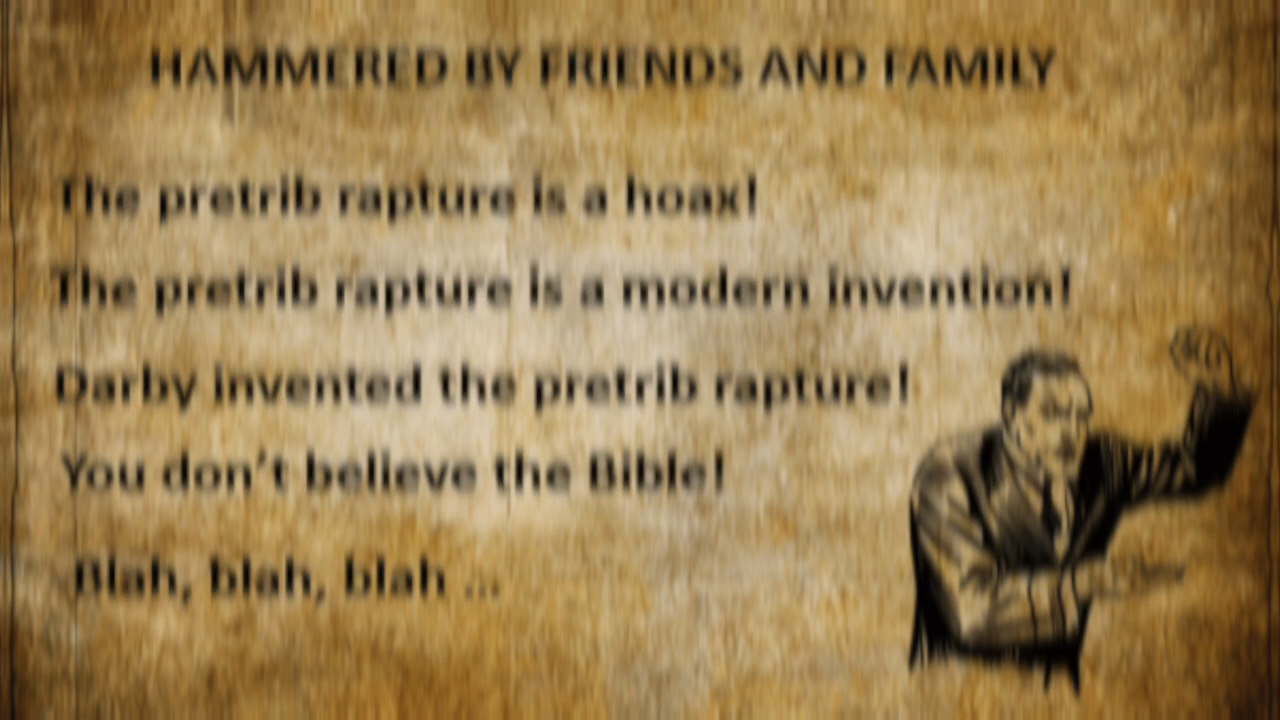 HAMMERED BY FRIENDS AND FAMILY
The pretrib rapture is a hoax!
The pretrib rapture is a modern invention!
Darby invented the pretrib rapture!
You don’t believe the Bible!
Blah, blah, blah ...